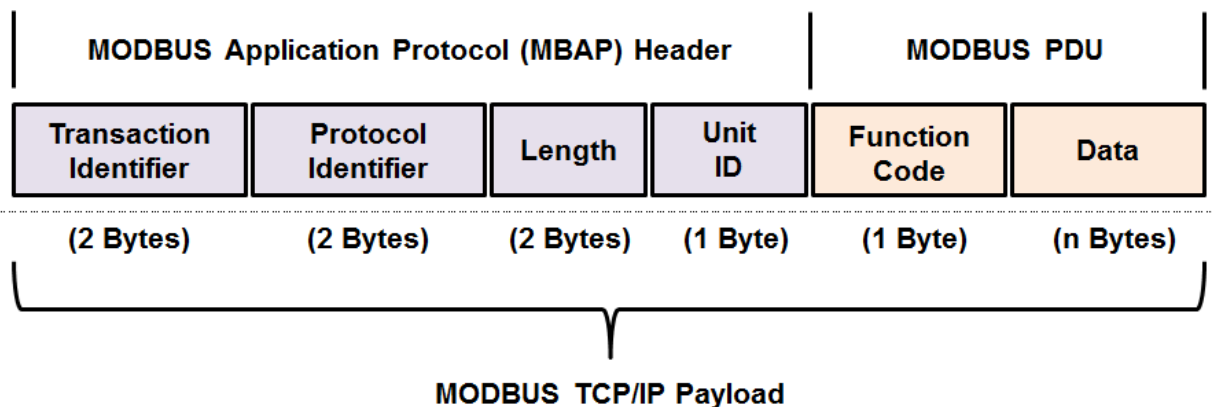 MODBUS Application Protocol (MBAP) Header
MODBUS PDU
Transaction
Identifier
Protocol
Identifier
Length
Unit
ID
Function
Code
Data
(2 Bytes)
(2 Bytes)
(2 Bytes)
(1 Byte)
(1 Byte)
(n Bytes)
MODBUS TCP/IP Payload